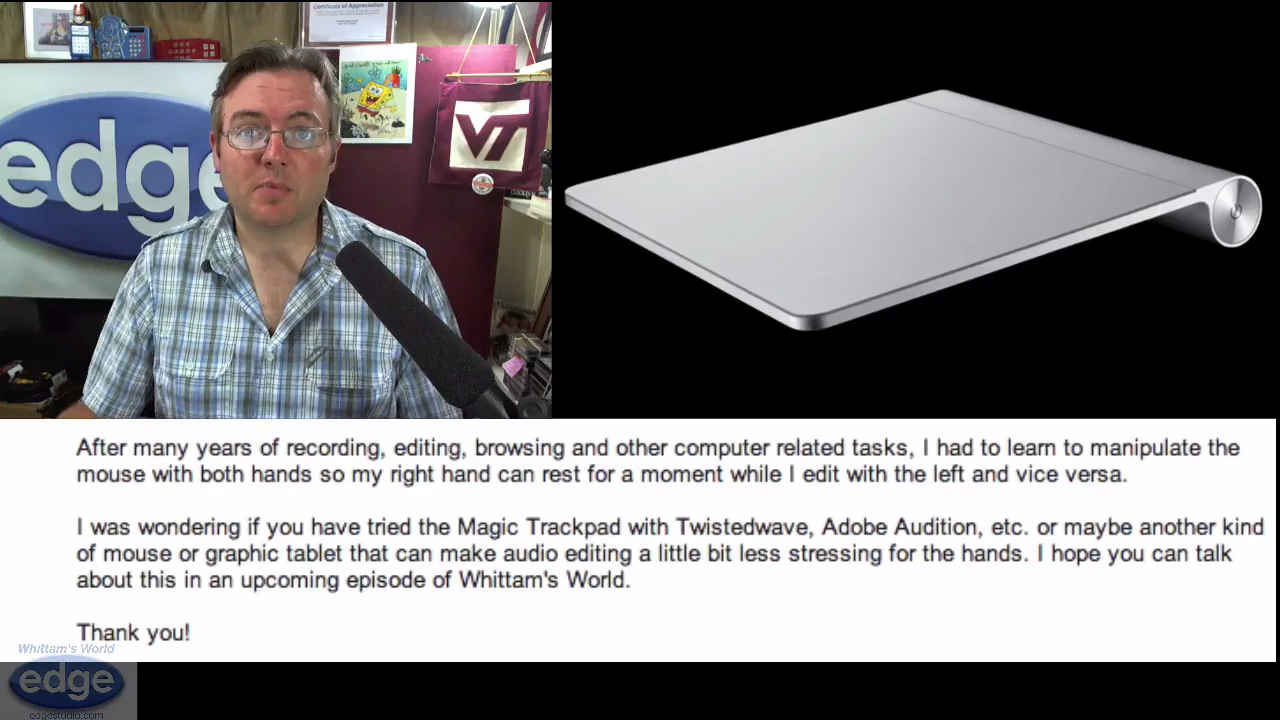 Certificate of Appreciation
edge
VT
After many years of recording, editing, browsing and other computer related tasks, I had to learn to manipulate the
mouse with both hands so my right hand can rest for a moment while I edit with the left and vice versa.
I was wondering if you have tried the Magic Trackpad with Twistedwave, Adobe Audition, etc. or maybe another kind
of mouse or graphic tablet that can make audio editing a little bit less stressing for the hands. I hope you can talk
about this in an upcoming episode of Whittam's World.
Thank you!
Whittam's World
edge
edgestudio.com